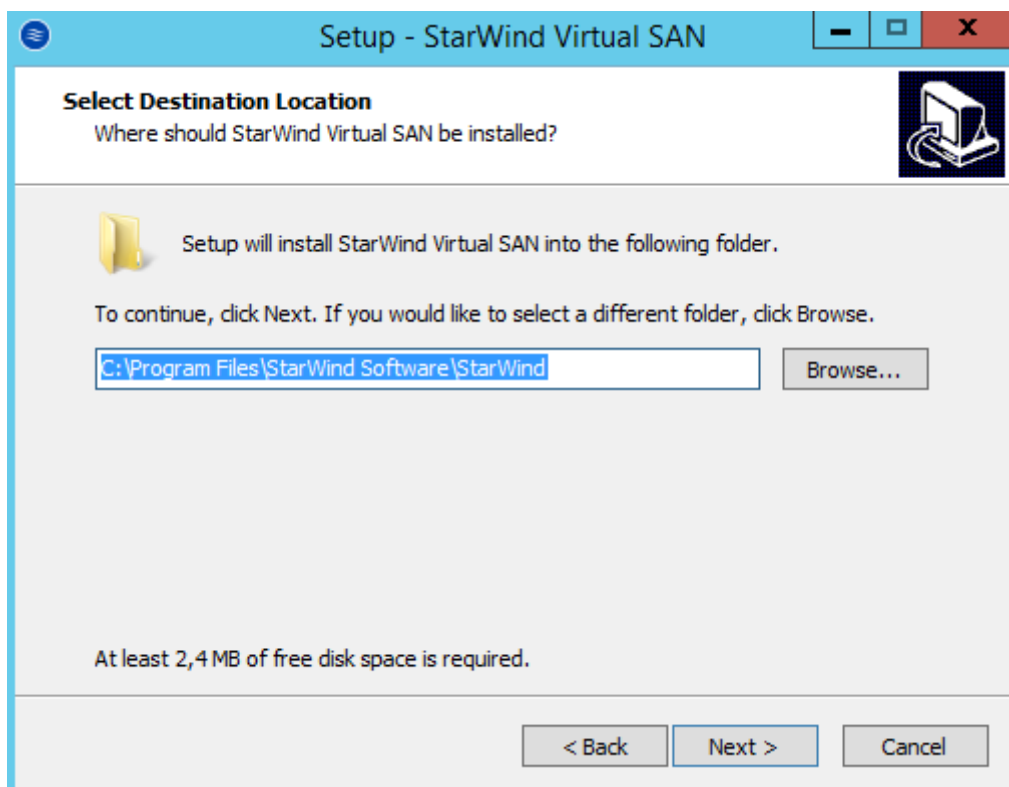 Setup - StarWind Virtual SAN
Select Destination Location
Where should StarWind Virtual SAN be installed?
Setup will install StarWind Virtual SAN into the following folder.
To continue, click Next. If you would like to select a different folder, click Browse.
C:\Program Files\StarWind Software\StarWind
Browse...
At least 2,4 MB of free disk space is required.
< Back
Next >
Cancel